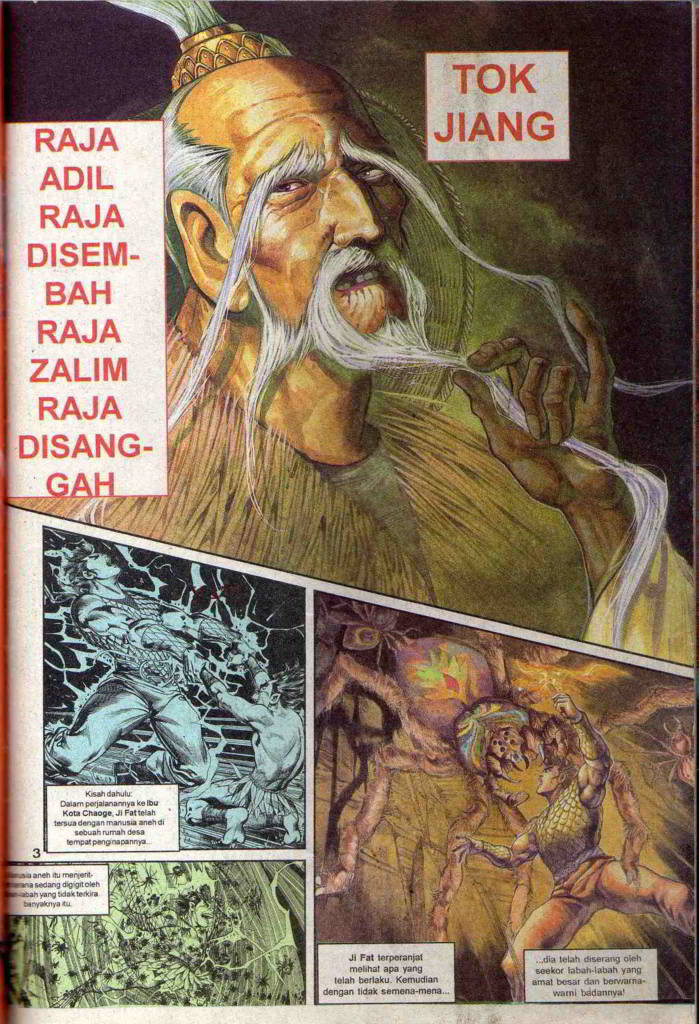 TOK
JIANG
RAJA
ADIL
RAJA
DISEM-
BAH
RAJA
ZALIM
RAJA
DISANG-
GAH
Kisah dahulu:
Dalam perjalanannya ke Ibu
Kota Chaoge, Ji Fat telah
tersua dengan manusia aneh di
sebuah rumah desa
tempat penginapannya...
3
aneh itu menjerit-
sedang digigit oleh
yang tidak terkira
banyaknya itu.
Ji Fat terperanjat
melihat apa yang
telah berlaku. Kemudian
dengan tidak semena-mena...
...dia telah diserang oleh
seekor labah-labah yang
amat besar dan berwarna-
warni badannya!